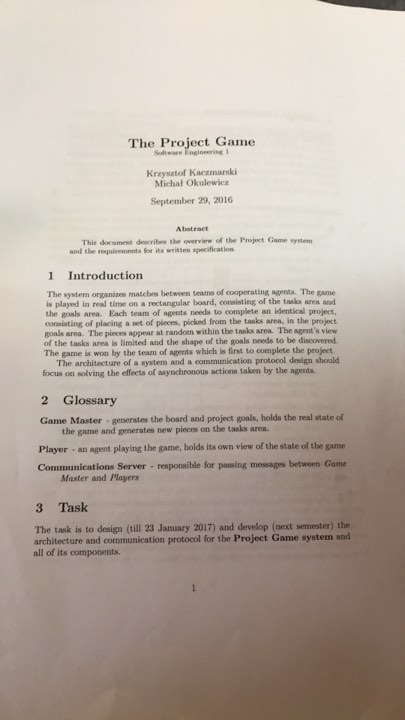 The Project Game
Software Engineering 1
Krzysztof Kaczmarski
Michał Okulewicz
September 29, 2016
Abstract
This document describes the overview of the Project Game system
and the requirements for its written specification.
1 Introduction
The system organizes matches between teams of cooperating agents. The game
is played in real time on a rectangular board, consisting of the tasks area and
the goals area. Each team of agents needs to complete an identical project,
consisting of placing a set of pieces, picked from the tasks area, in the project
goals area. The pieces appear at random within the tasks area. The agent's view
of the tasks area is limited and the shape of the goals needs to be discovered.
The game is won by the team of agents which is first to complete the project.
The architecture of a system and a communication protocol design should
focus on solving the effects of asynchronous actions taken by the agents.
2 Glossary
Game Master - generates the board and project goals, holds the real state of
the game and generates new pieces on the tasks area.
Player - an agent playing the game, holds its own view of the state of the game
Communications Server - responsible for passing messages between Game
Master and Players
3 Task
The task is to design (till 23 January 2017) and develop (next semester) the
architecture and communication protocol for the Project Game system and
all of its components.
1